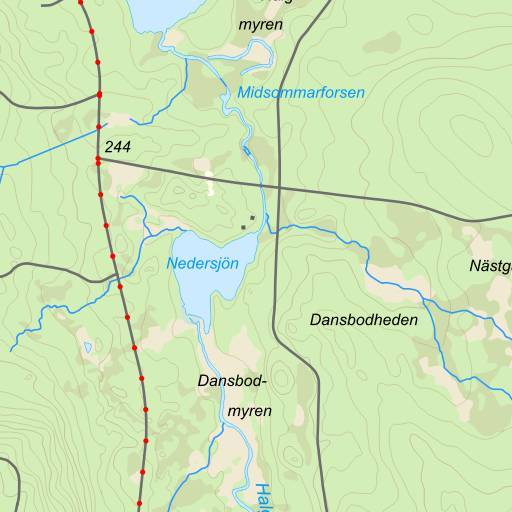 myren
Midsommarforsen
244
Nedersjön
Dansbodheden
Dansbod-
myren